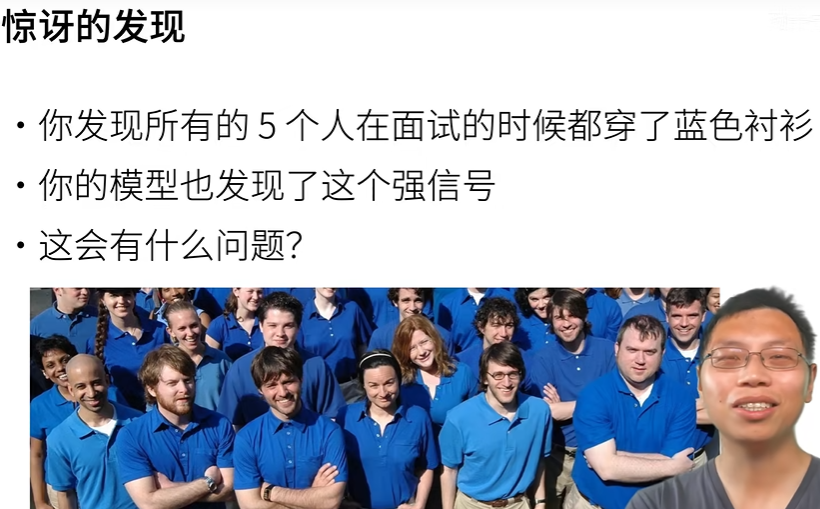 惊讶的发现
• 你发现所有的 5 个人在面试的时候都穿了蓝色衬衫
• 你的模型也发现了这个强信号
• 这会有什么问题?